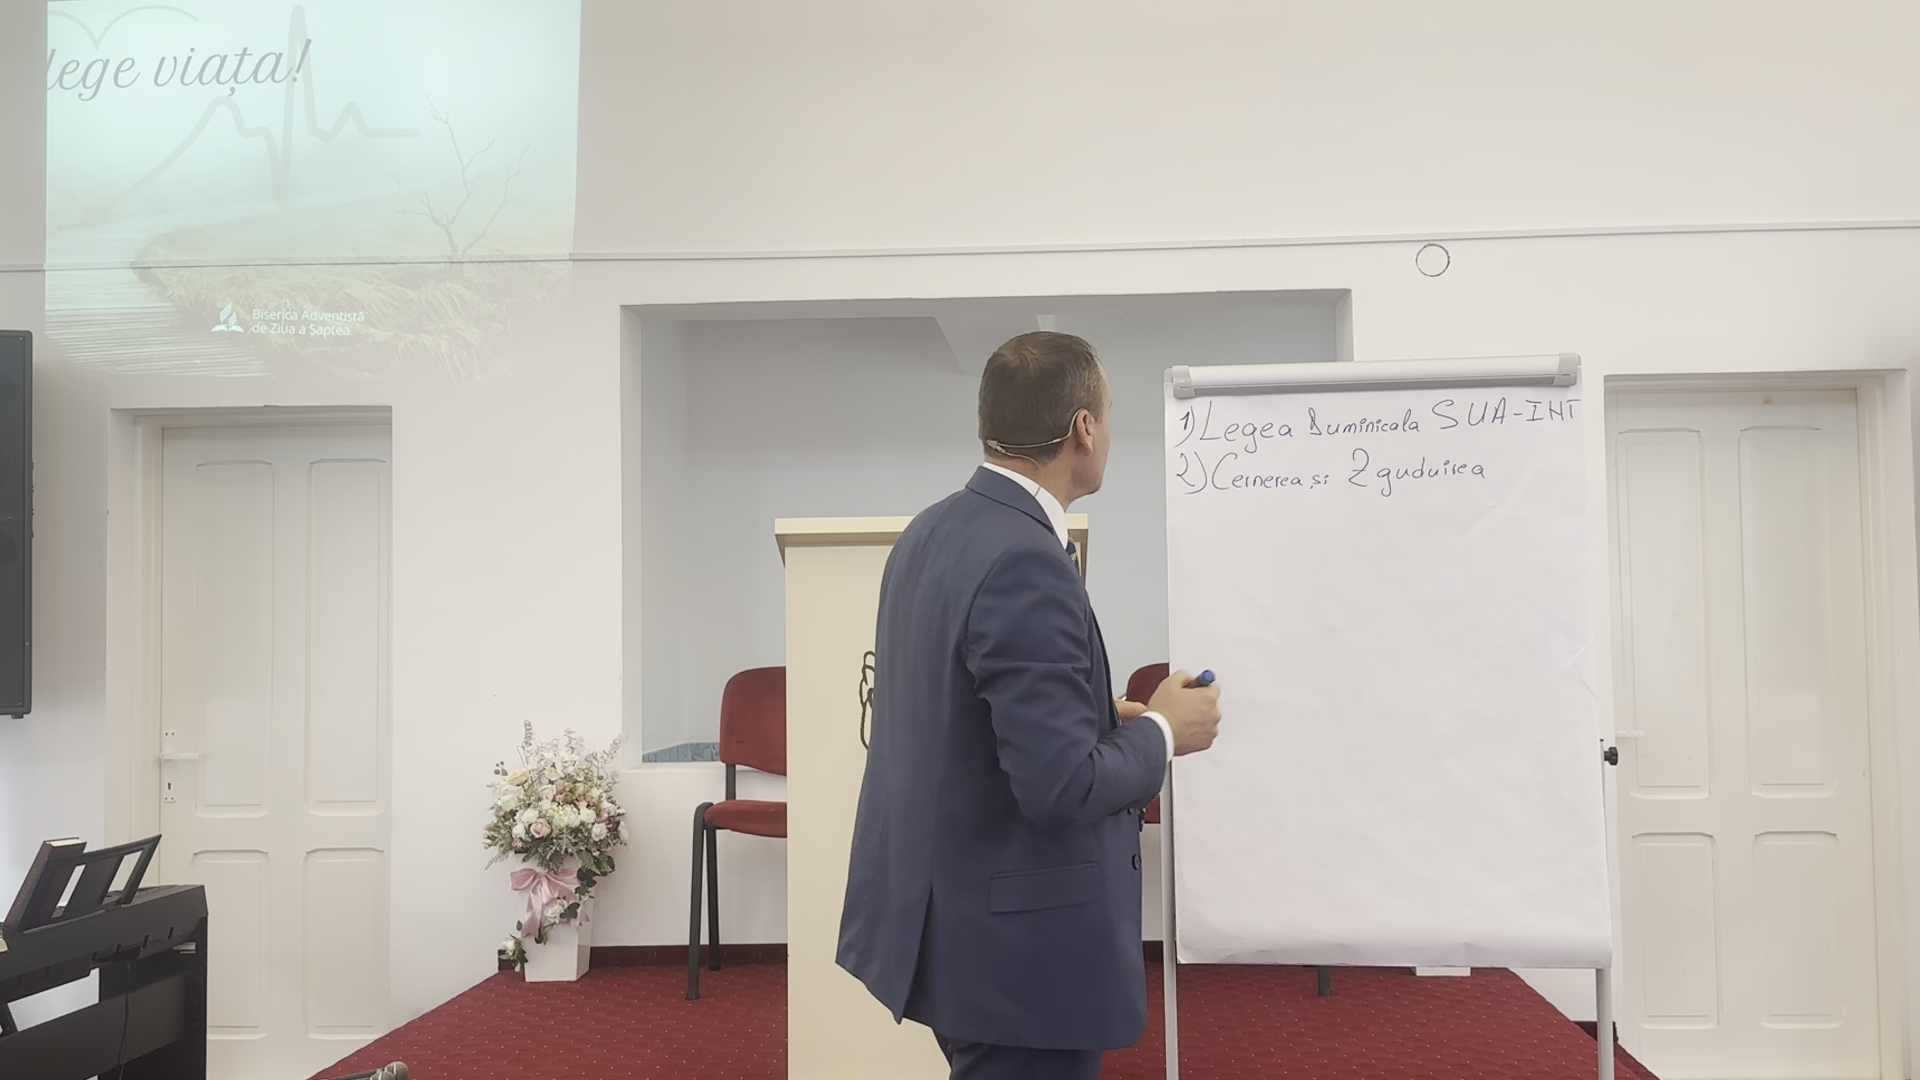 lege viața!
Biserica Adventistă
de Ziua a Șaptea
1) Legea Duminicala SUA-INT
2) Cernerea și Zguduirea